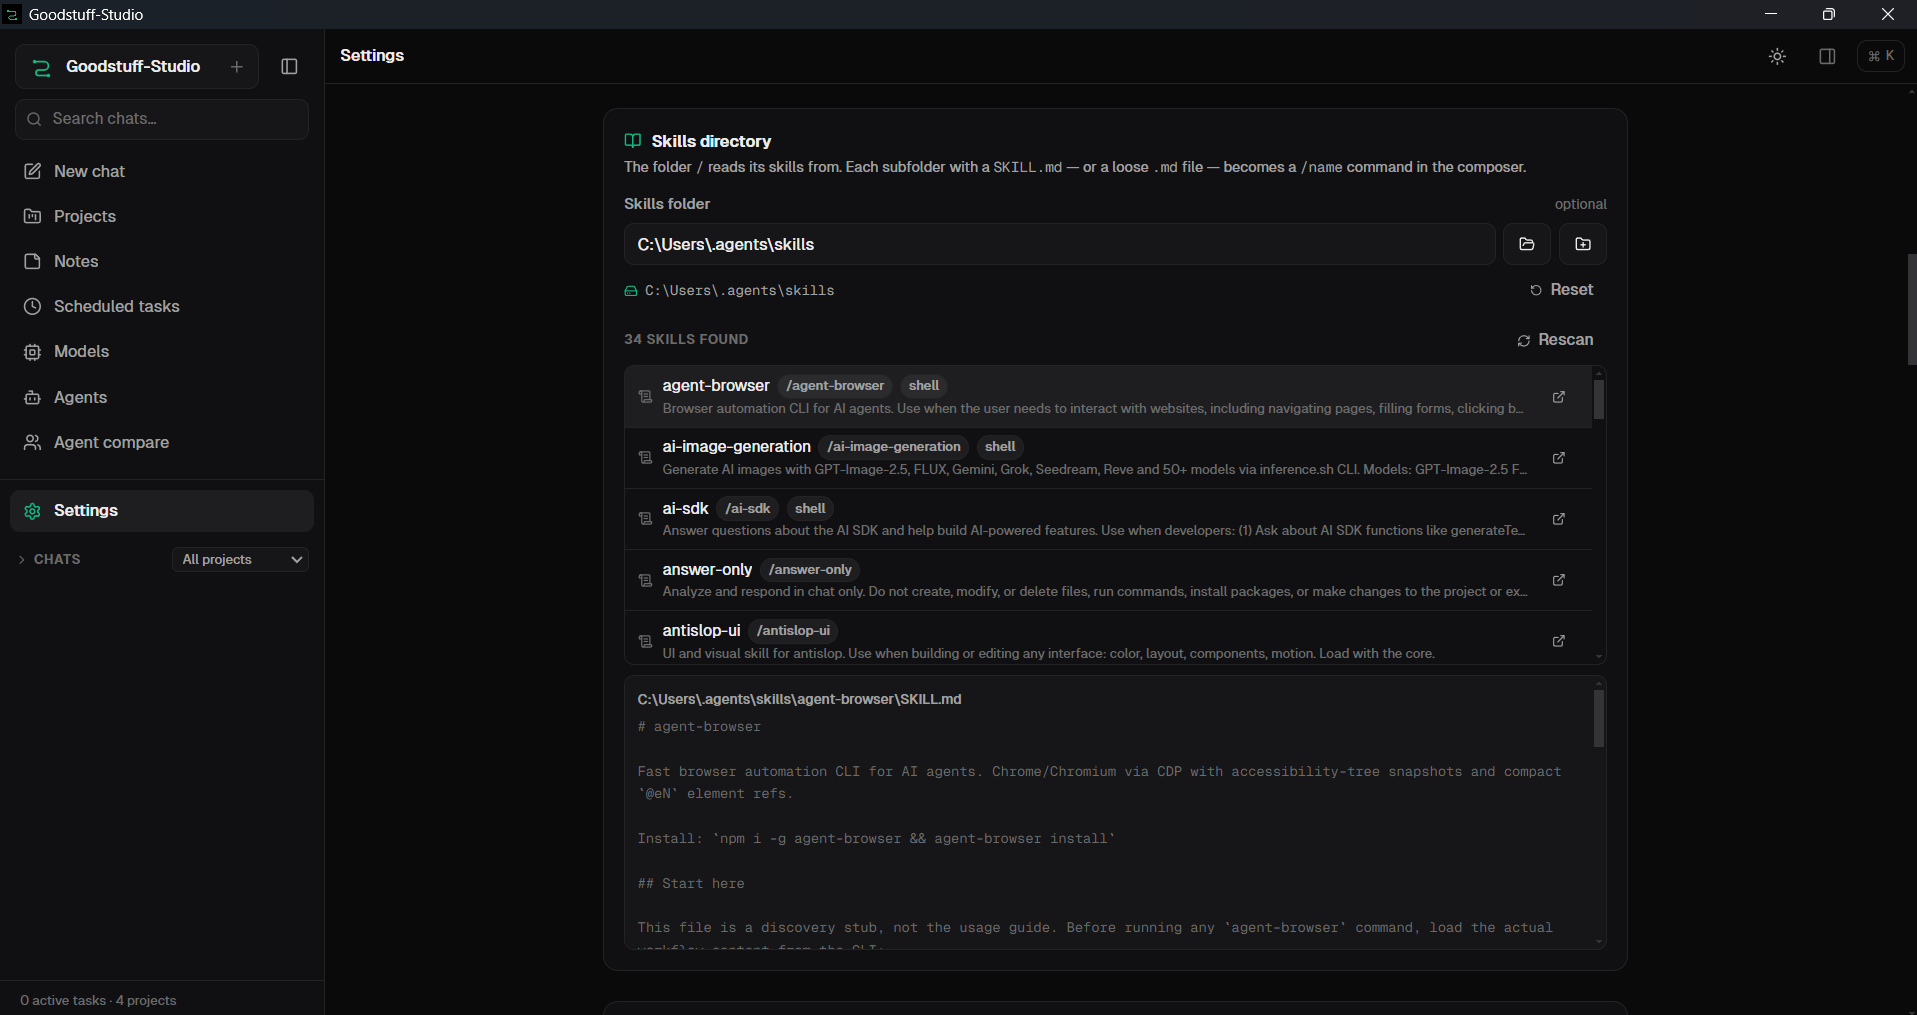 Goodstuff-Studio
Goodstuff-Studio
Search chats...
New chat
Projects
Notes
Scheduled tasks
Models
Agents
Agent compare
Settings
CHATS
All projects
0 active tasks · 4 projects
Settings
⌘ K
Skills directory
The folder / reads its skills from. Each subfolder with a SKILL.md — or a loose .md file — becomes a /name command in the composer.
Skills folder
optional
C:\Users\.agents\skills
C:\Users\.agents\skills
Reset
34 SKILLS FOUND
Rescan
agent-browser /agent-browser shell
Browser automation CLI for AI agents. Use when the user needs to interact with websites, including navigating pages, filling forms, clicking b...
ai-image-generation /ai-image-generation shell
Generate AI images with GPT-Image-2.5, FLUX, Gemini, Grok, Seedream, Reve and 50+ models via inference.sh CLI. Models: GPT-Image-2.5 F...
ai-sdk /ai-sdk shell
Answer questions about the AI SDK and help build AI-powered features. Use when developers: (1) Ask about AI SDK functions like generateTe...
answer-only /answer-only
Analyze and respond in chat only. Do not create, modify, or delete files, run commands, install packages, or make changes to the project or ex...
antislop-ui /antislop-ui
UI and visual skill for antislop. Use when building or editing any interface: color, layout, components, motion. Load with the core.
C:\Users\.agents\skills\agent-browser\SKILL.md
# agent-browser
Fast browser automation CLI for AI agents. Chrome/Chromium via CDP with accessibility-tree snapshots and compact
`@eN` element refs.
Install: `npm i -g agent-browser && agent-browser install`
## Start here
This file is a discovery stub, not the usage guide. Before running any `agent-browser` command, load the actual
workflow content from the CLI: